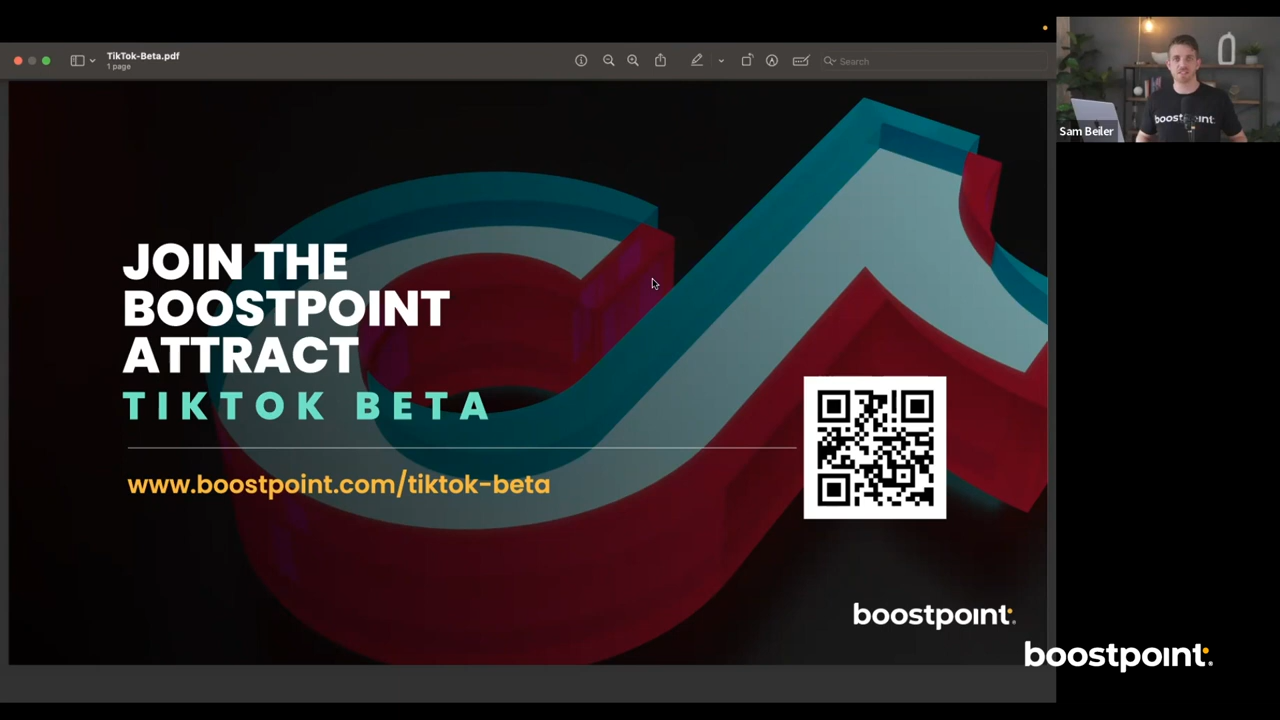 TikTok-Beta.pdf
1 page
Search
Sam Beiler
boostpoint
JOIN THE
BOOSTPOINT
ATTRACT
TIKTOK BETA
www.boostpoint.com/tiktok-beta
boostpoint
boostpoint